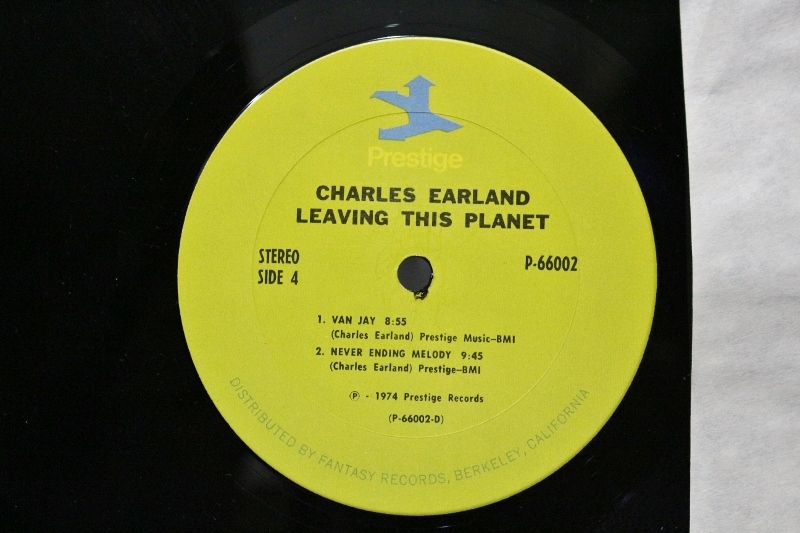 Prestige
CHARLES EARLAND
LEAVING THIS PLANET
STEREO
SIDE 4
P-66002
1. VAN JAY 8:55
(Charles Earland) Prestige Music-BMI
2. NEVER ENDING MELODY 9:45
(Charles Earland) Prestige-BMI
℗ - 1974 Prestige Records
(P-66002-D)
DISTRIBUTED BY FANTASY RECORDS, BERKELEY, CALIFORNIA